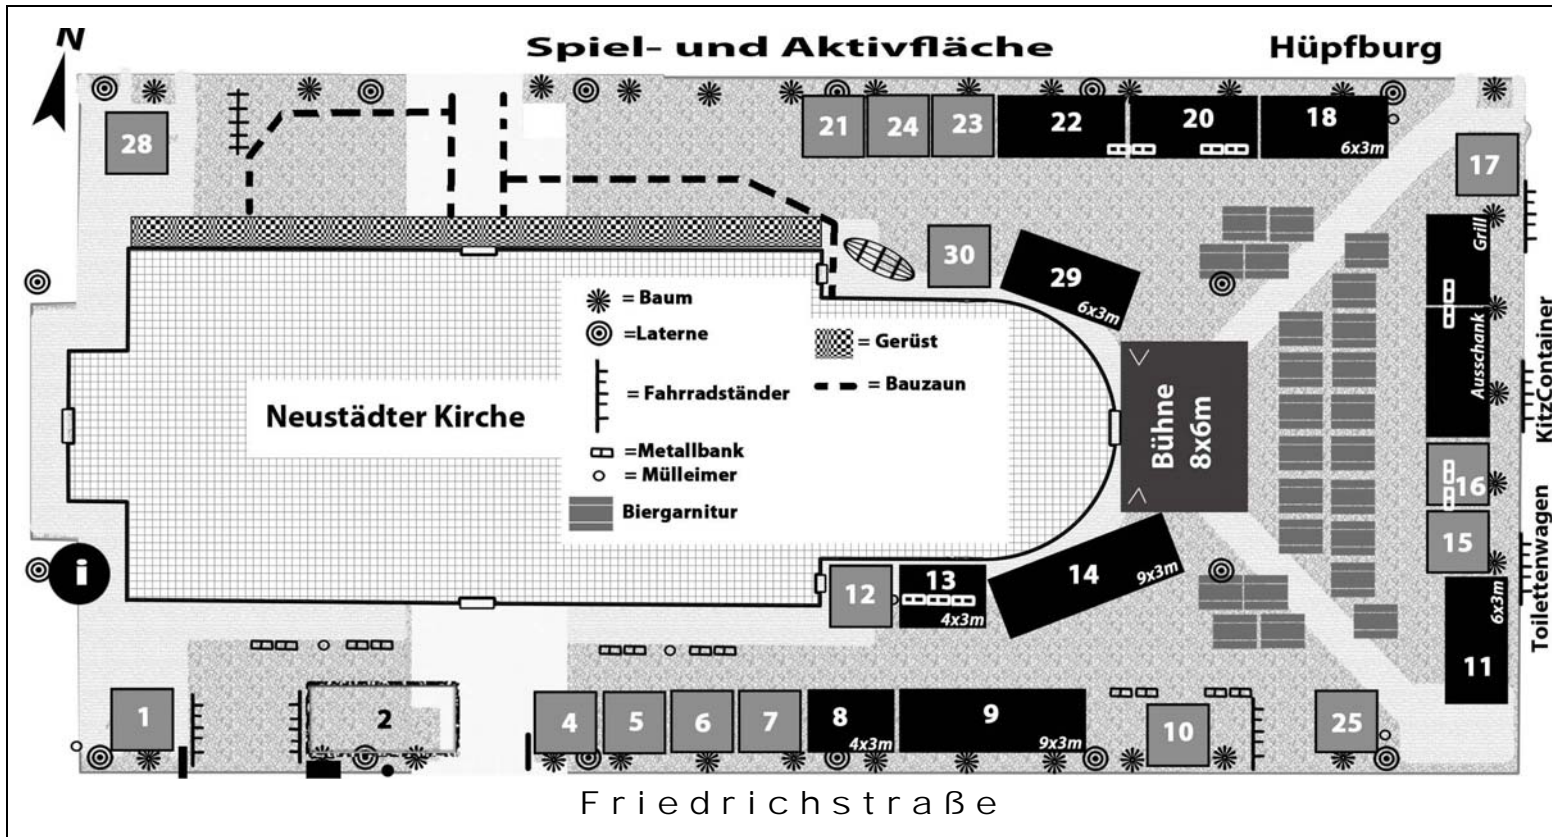 N
Spiel- und Aktivfläche
Hüpfburg
28
21
24
23
22
20
18
6x3m
17
30
29
6x3m
Grill
Ausschank
KitzContainer
Toilettenwagen
= Baum
=Laterne
= Fahrradständer
=Metallbank
= Mülleimer
Biergarnitur
= Gerüst
= Bauzaun
Neustädter Kirche
Bühne
8x6m
16
15
i
12
13
4x3m
14
9x3m
6x3m
11
1
2
4
5
6
7
8
4x3m
9
9x3m
10
25
Friedrichstraße